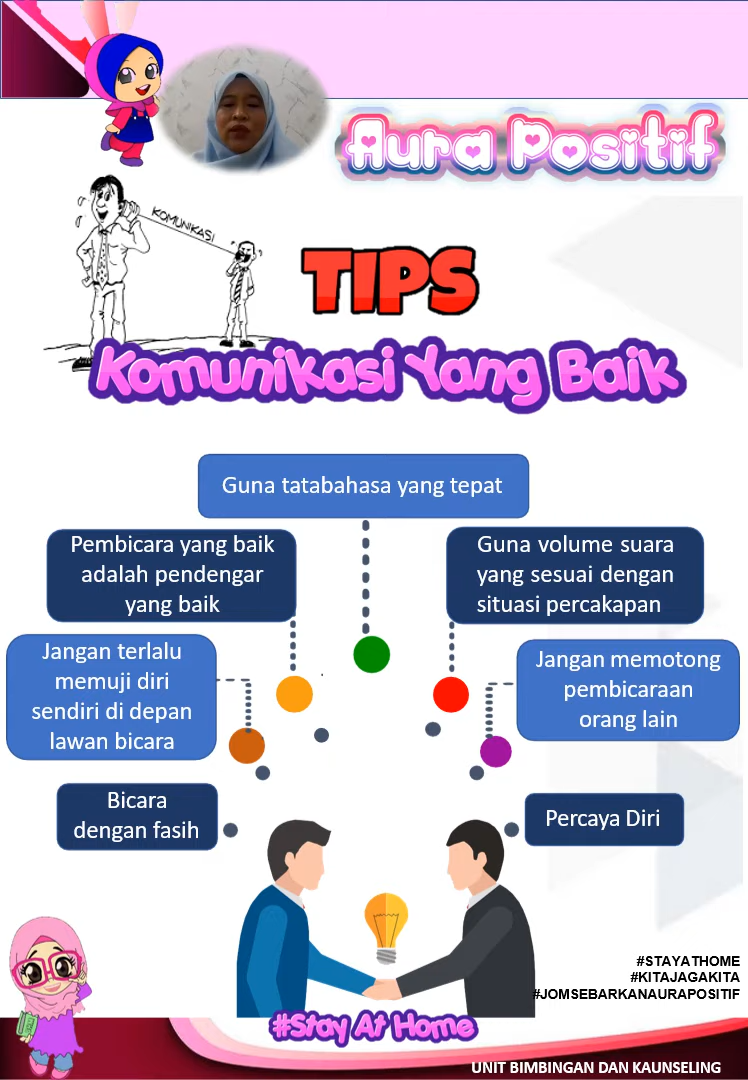 Aura Positif
KOMUNIKASI
TIPS
Komunikasi Yang Baik
Guna tatabahasa yang tepat
Pembicara yang baik
adalah pendengar
yang baik
Guna volume suara
yang sesuai dengan
situasi percakapan
Jangan terlalu
memuji diri
sendiri di depan
lawan bicara
Jangan memotong
pembicaraan
orang lain
Bicara
dengan fasih
Percaya Diri
#STAYATHOME
#KITAJAGAKITA
#JOMSEBARKANAURAPOSITIF
#Stay At Home
UNIT BIMBINGAN DAN KAUNSELING